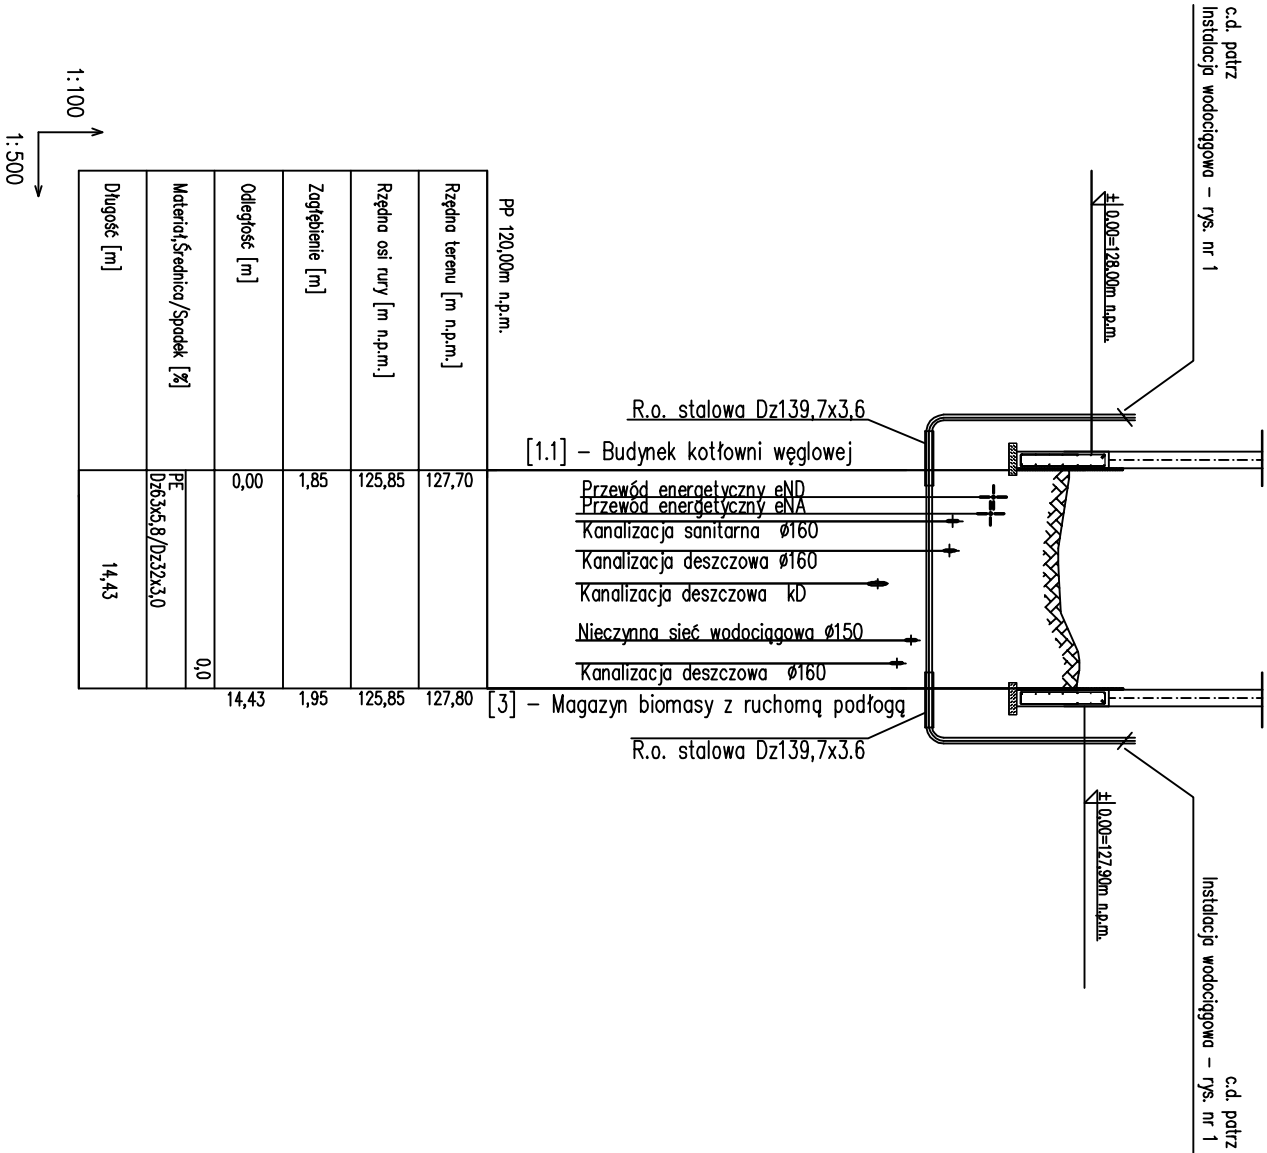 c.d. patrz
Instalacja wodociągowa – rys. nr 1
± 0,00=128.00m n.p.m.
c.d. patrz
Instalacja wodociągowa – rys. nr 1
± 0,00=127,90m n.p.m.
R.o. stalowa Dz139,7x3,6
[1.1] – Budynek kotłowni węglowej
Przewód energetyczny eND
Przewód energetyczny eNA
Kanalizacja sanitarna ø160
Kanalizacja deszczowa ø160
Kanalizacja deszczowa kD
Nieczynna sieć wodociągowa ø150
Kanalizacja deszczowa ø160
[3] – Magazyn biomasy z ruchomą podłogą
R.o. stalowa Dz139,7x3.6
PP 120,00m n.p.m.
Rzędna terenu [m n.p.m.] 127,70 127,80
Rzędna osi rury [m n.p.m.] 125,85 125,85
Zagłębienie [m] 1,85 1,95
Odległość [m] 0,00 14,43
Materiał,Średnica/Spadek [%] 0,0
PE
Dz63x5,8/Dz32x3,0
Długość [m] 14,43
1:100
1:500